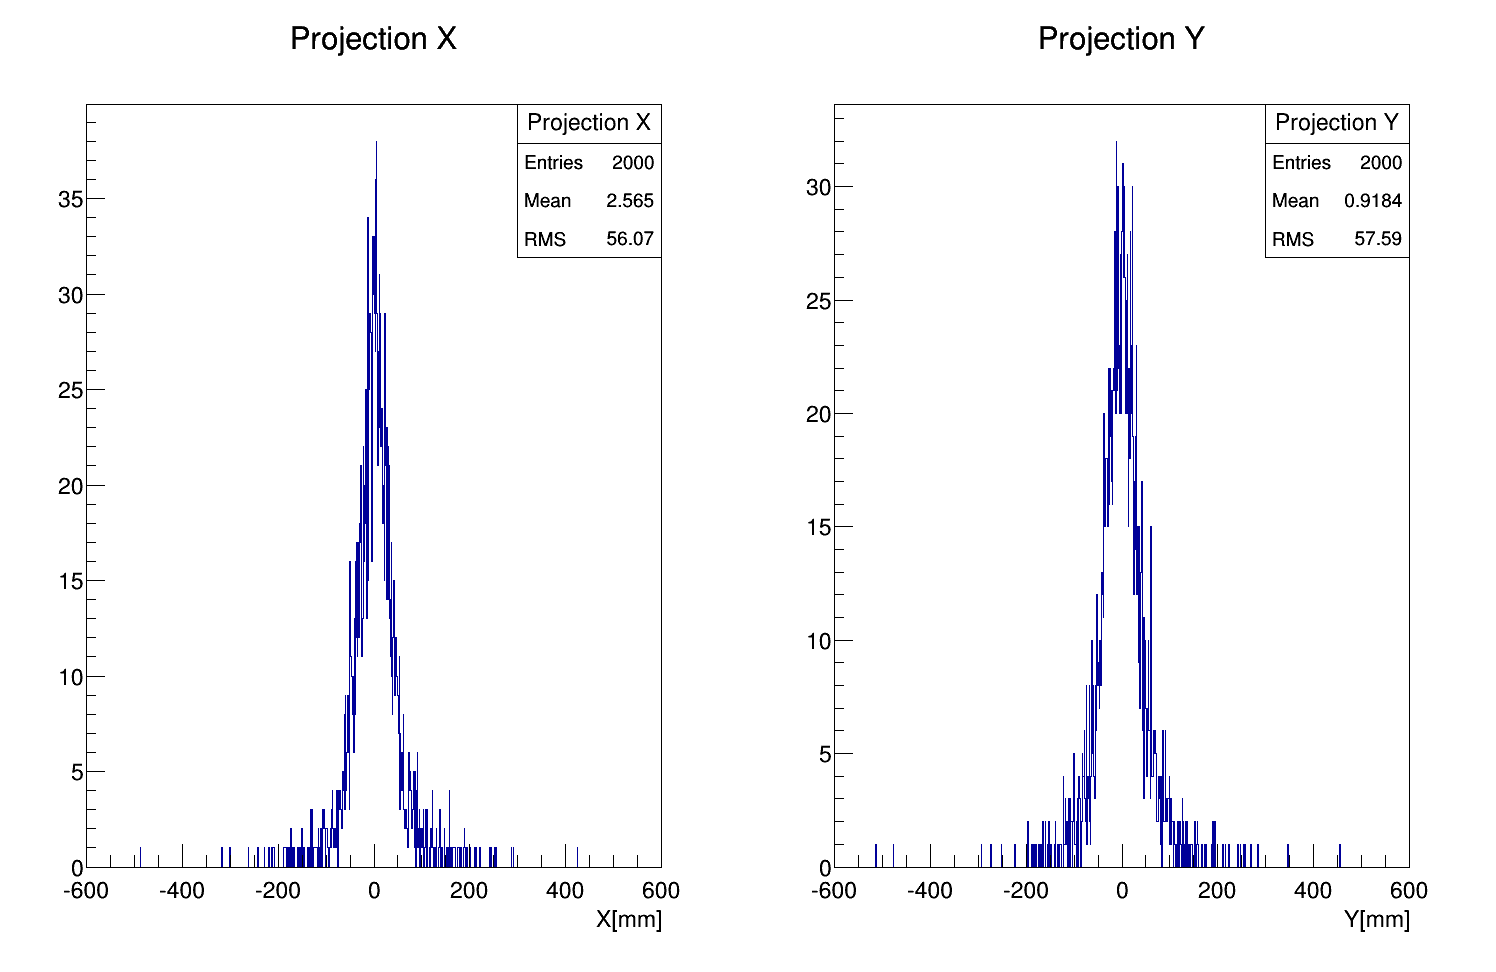 Projection X
Projection X
Entries 2000
Mean 2.565
RMS 56.07
35
30
25
20
15
10
5
0
-600 -400 -200 0 200 400 600
X[mm]
Projection Y
Projection Y
Entries 2000
Mean 0.9184
RMS 57.59
30
25
20
15
10
5
0
-600 -400 -200 0 200 400 600
Y[mm]